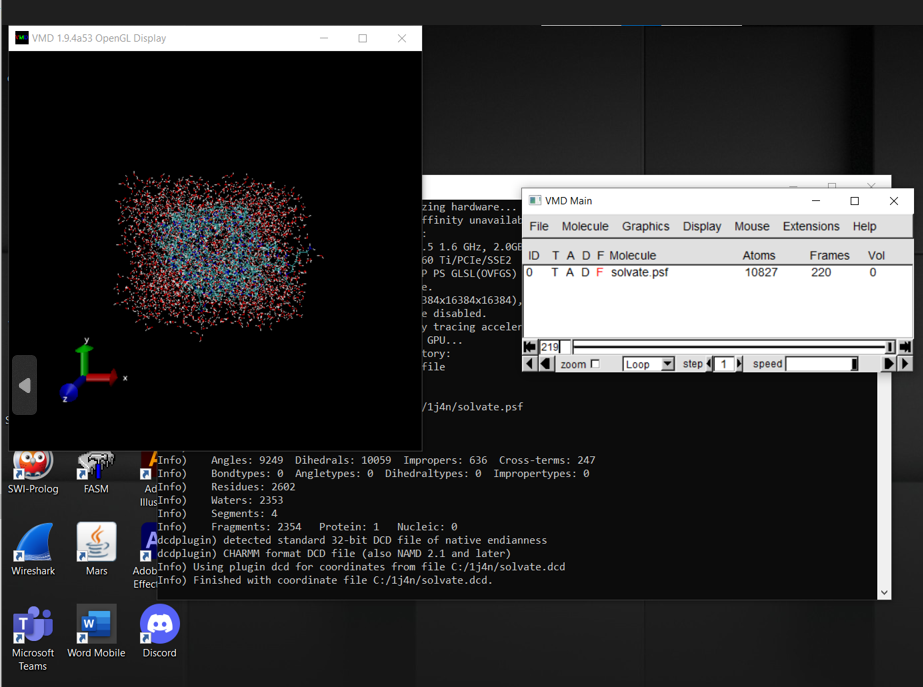 VMD 1.9.4a53 OpenGL Display
y
x
z
zing hardware...
ffinity unavailab
:
.5 1.6 GHz, 2.0GB
60 Ti/PCIe/SSE2
P PS GLSL(OVFGS)
e.
384x16384x16384),
e disabled.
y tracing acceler
GPU...
tory:
file
/1j4n/solvate.psf
Info)    Angles: 9249  Dihedrals: 10059  Impropers: 636  Cross-terms: 247
Info)    Bondtypes: 0  Angletypes: 0  Dihedraltypes: 0  Impropertypes: 0
Info)    Residues: 2602
Info)    Waters: 2353
Info)    Segments: 4
Info)    Fragments: 2354   Protein: 1   Nucleic: 0
dcdplugin) detected standard 32-bit DCD file of native endianness
dcdplugin) CHARMM format DCD file (also NAMD 2.1 and later)
Info) Using plugin dcd for coordinates from file C:/1j4n/solvate.dcd
Info) Finished with coordinate file C:/1j4n/solvate.dcd.
VMD Main
File Molecule Graphics Display Mouse Extensions Help
ID T A D F Molecule Atoms Frames Vol
0 T A D F solvate.psf 10827 220 0
219
zoom Loop step 1 speed
SWI-Prolog
FASM
Ad
Illus
Wireshark
Mars
Adob
Effect
Microsoft
Teams
Word Mobile
Discord